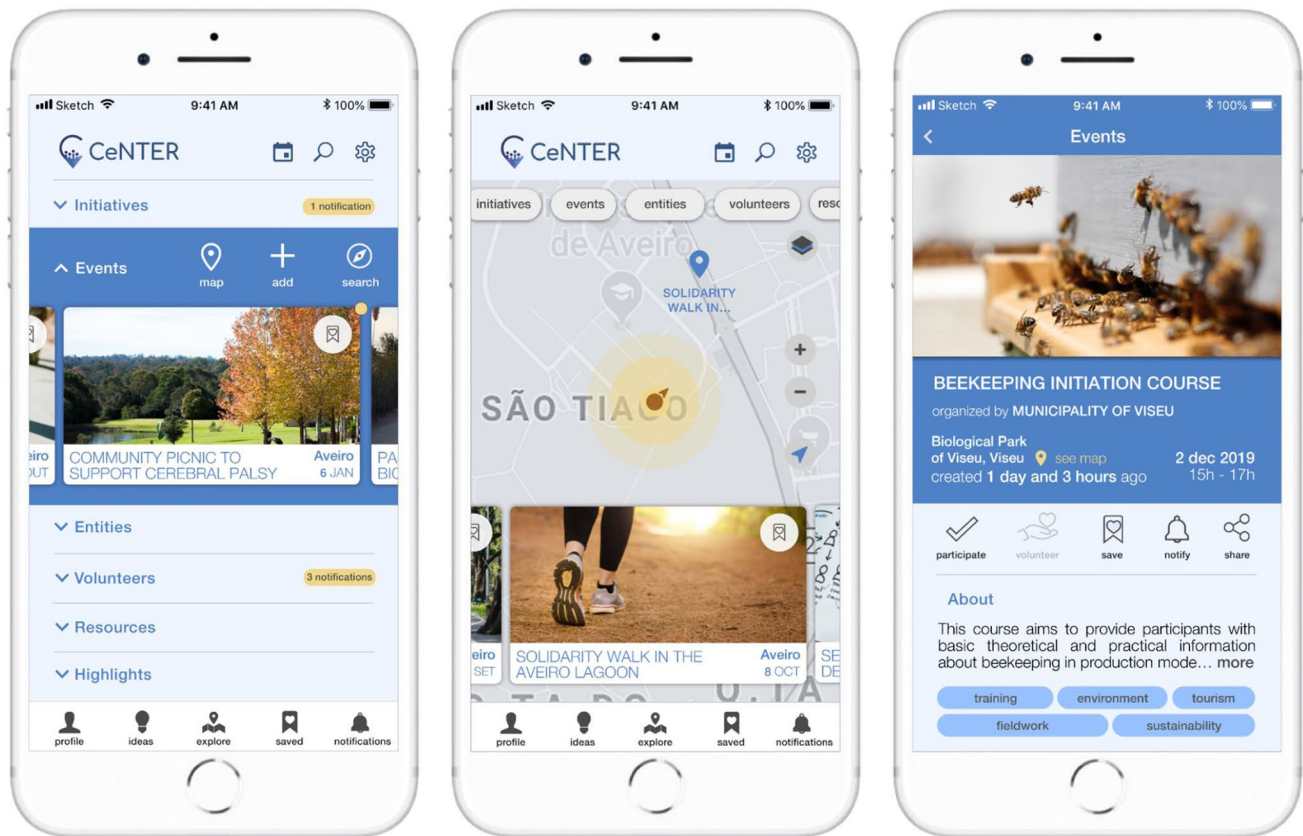 Sketch 9:41 AM 100%
CeNTER
Initiatives 1 notification
Events map add search
COMMUNITY PICNIC TO Aveiro
SUPPORT CEREBRAL PALSY 6 JAN
Entities
Volunteers 3 notifications
Resources
Highlights
profile ideas explore saved notifications
Sketch 9:41 AM 100%
CeNTER
initiatives events entities volunteers reso
de Aveiro
SOLIDARITY
WALK IN...
+
−
SÃO TIAGO
SOLIDARITY WALK IN THE Aveiro
AVEIRO LAGOON 8 OCT
profile ideas explore saved notifications
Sketch 9:41 AM 100%
Events
BEEKEEPING INITIATION COURSE
organized by MUNICIPALITY OF VISEU
Biological Park
of Viseu, Viseu see map 2 dec 2019
created 1 day and 3 hours ago 15h - 17h
participate volunteer save notify share
About
This course aims to provide participants with
basic theoretical and practical information
about beekeeping in production mode... more
training environment tourism
fieldwork sustainability